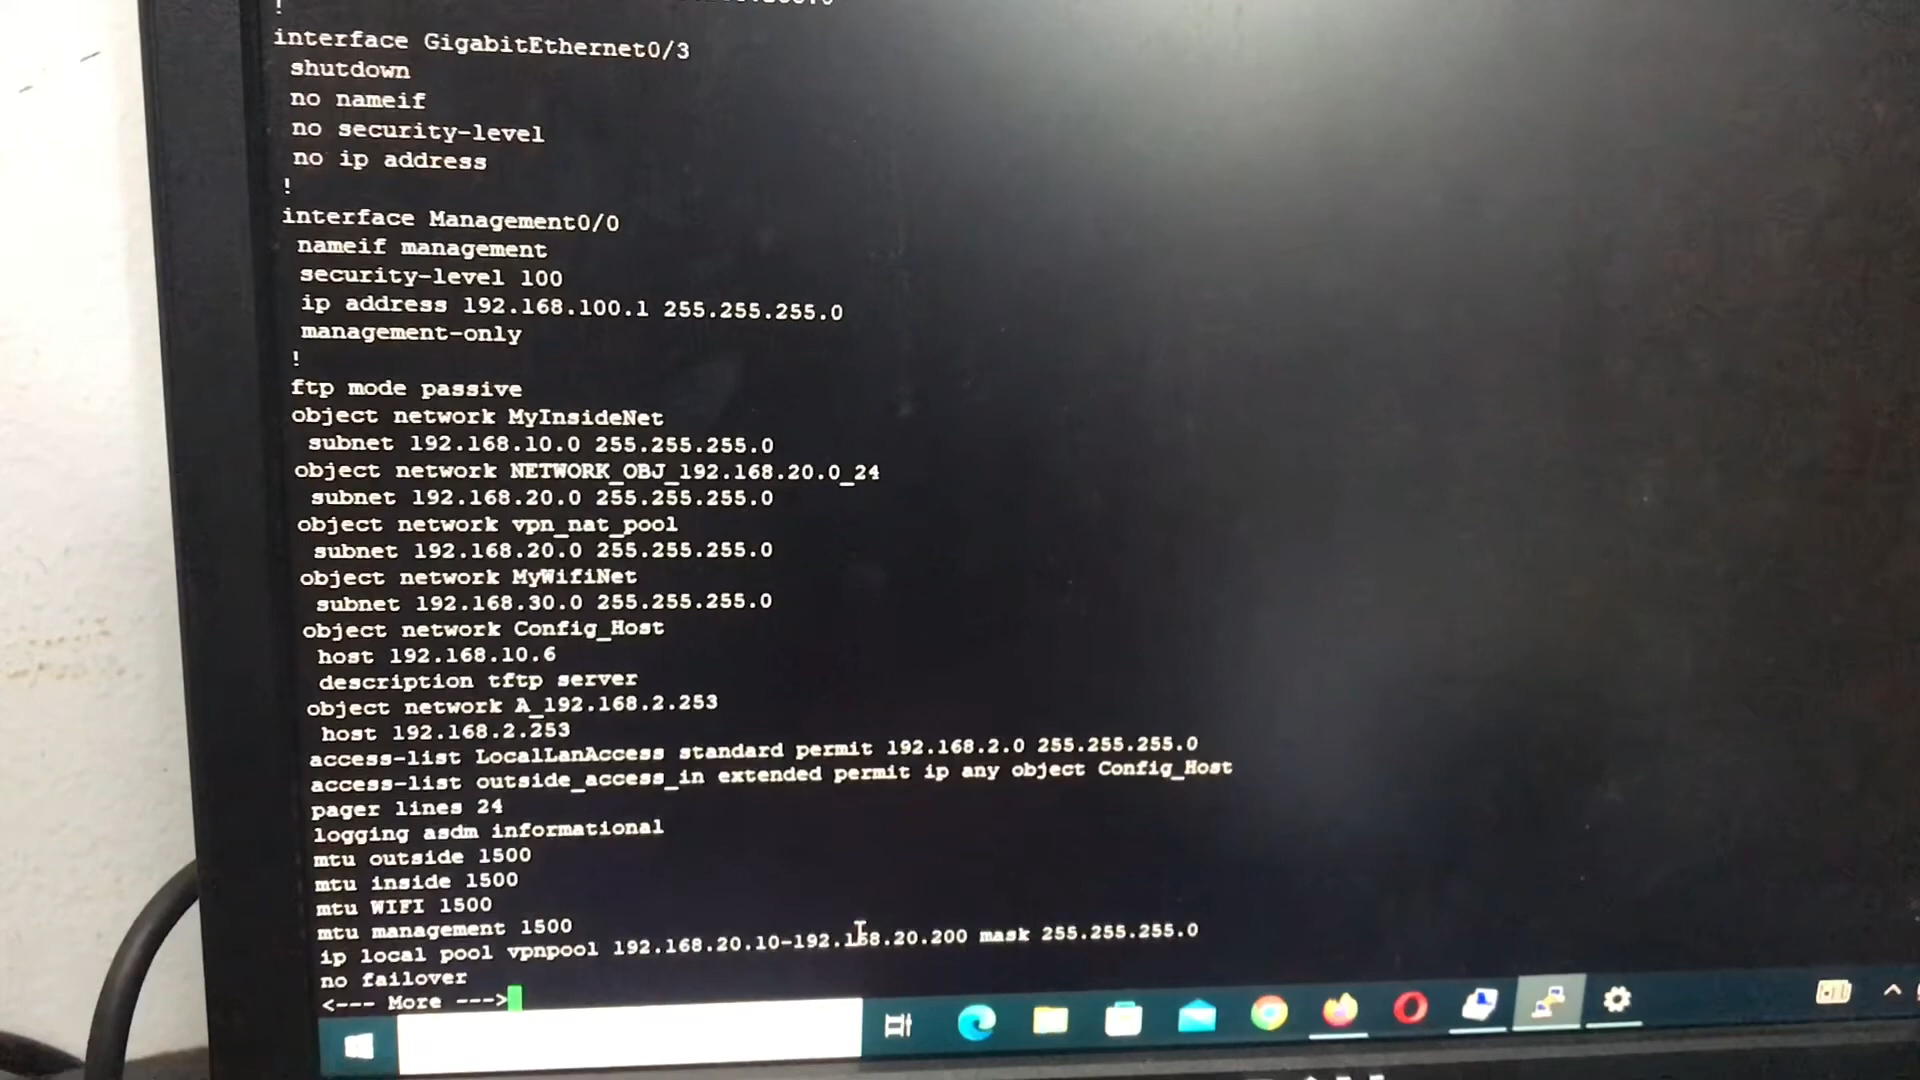 !
interface GigabitEthernet0/3
shutdown
no nameif
no security-level
no ip address
!
interface Management0/0
nameif management
security-level 100
ip address 192.168.100.1 255.255.255.0
management-only
!
ftp mode passive
object network MyInsideNet
subnet 192.168.10.0 255.255.255.0
object network NETWORK_OBJ_192.168.20.0_24
subnet 192.168.20.0 255.255.255.0
object network vpn_nat_pool
subnet 192.168.20.0 255.255.255.0
object network MyWifiNet
subnet 192.168.30.0 255.255.255.0
object network Config_Host
host 192.168.10.6
description tftp server
object network A_192.168.2.253
host 192.168.2.253
access-list LocalLanAccess standard permit 192.168.2.0 255.255.255.0
access-list outside_access_in extended permit ip any object Config_Host
pager lines 24
logging asdm informational
mtu outside 1500
mtu inside 1500
mtu WIFI 1500
mtu management 1500
ip local pool vpnpool 192.168.20.10-192.168.20.200 mask 255.255.255.0
no failover
<--- More --->